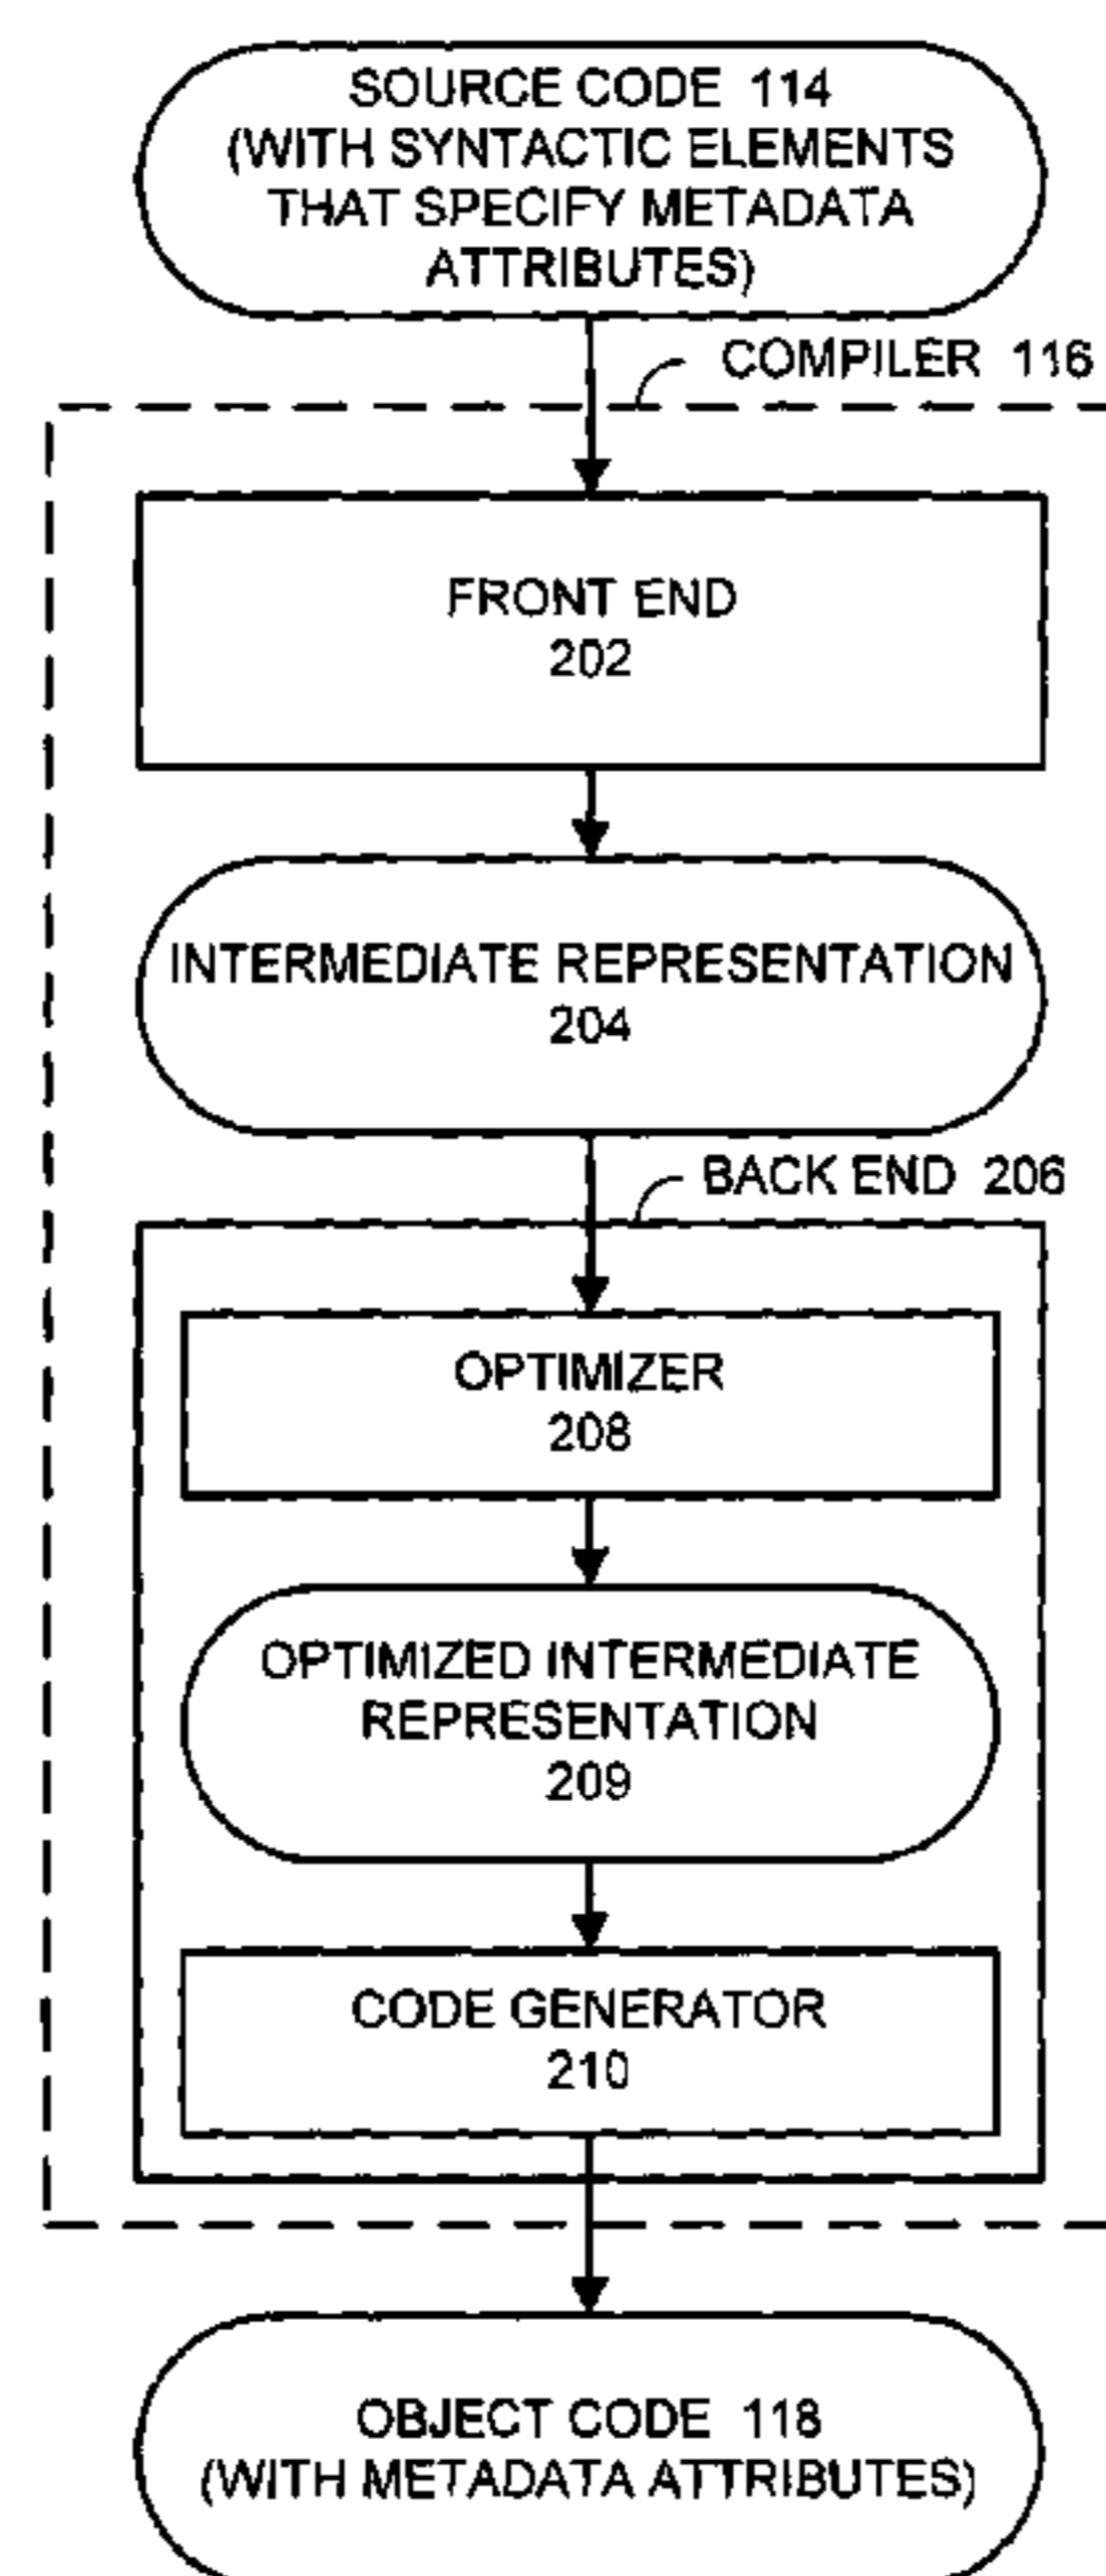 SOURCE CODE 114
(WITH SYNTACTIC ELEMENTS
THAT SPECIFY METADATA
ATTRIBUTES)
COMPILER 116
FRONT END
202
INTERMEDIATE REPRESENTATION
204
BACK END 206
OPTIMIZER
208
OPTIMIZED INTERMEDIATE
REPRESENTATION
209
CODE GENERATOR
210
OBJECT CODE 118
(WITH METADATA ATTRIBUTES)